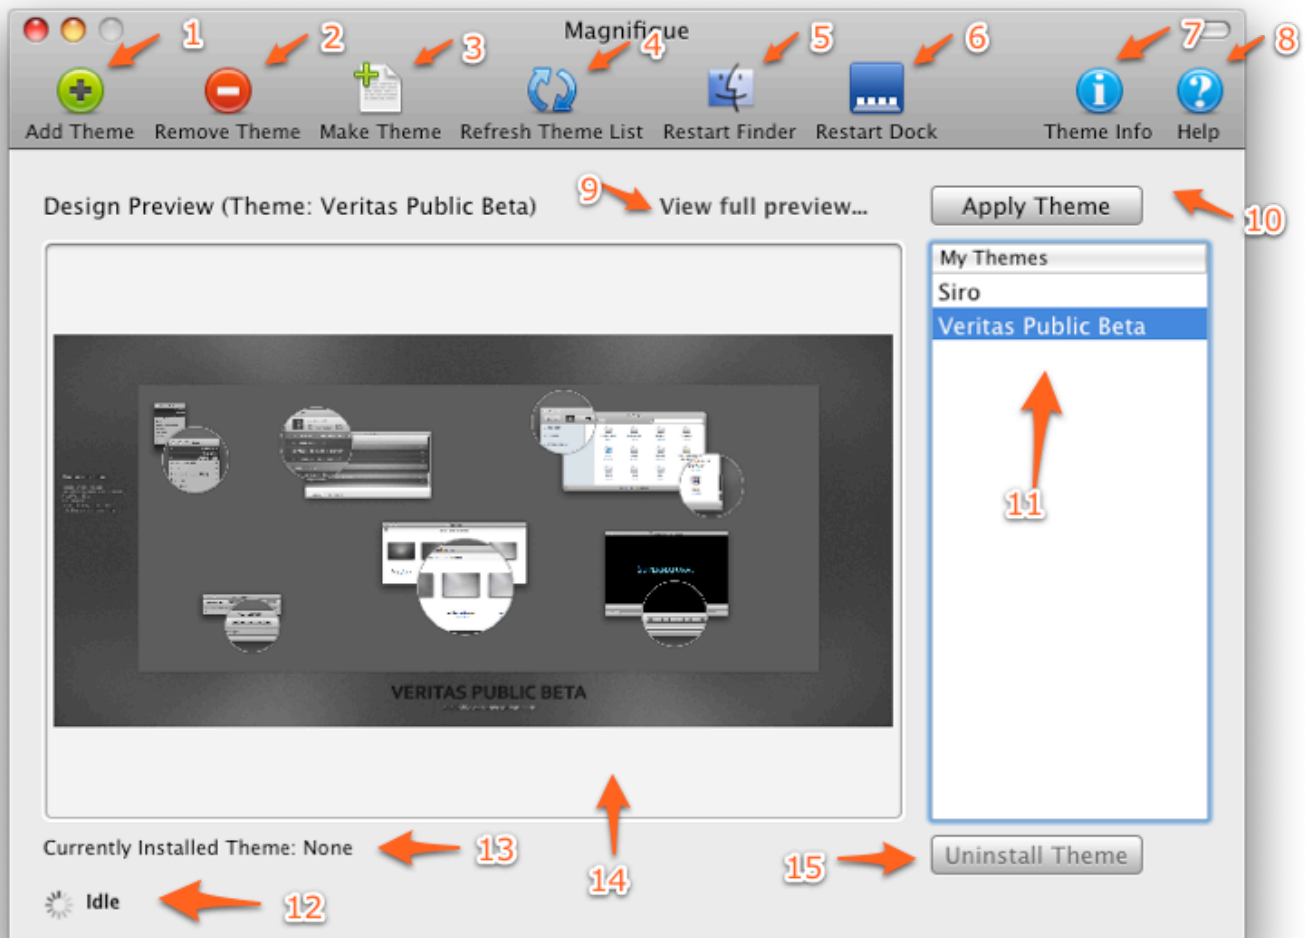 Magnifique
1 2 3 4 5 6 7 8
Add Theme Remove Theme Make Theme Refresh Theme List Restart Finder Restart Dock Theme Info Help
Design Preview (Theme: Veritas Public Beta) 9 View full preview... Apply Theme 10
My Themes
Siro
Veritas Public Beta
11
VERITAS PUBLIC BETA
14
Currently Installed Theme: None 13
15 Uninstall Theme
Idle 12